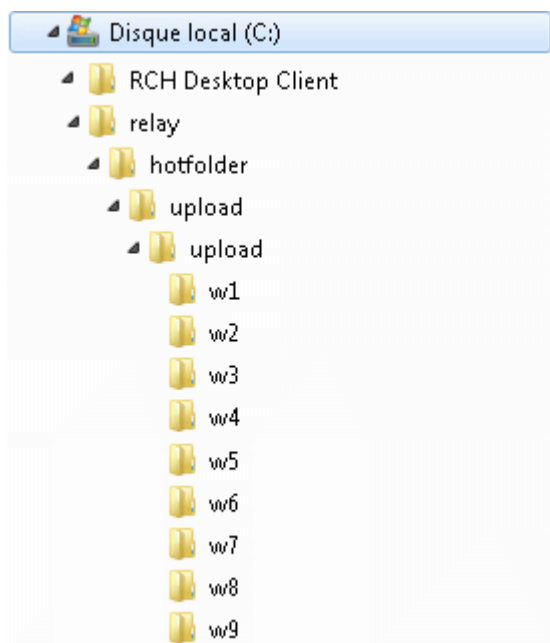 Disque local (C:)
RCH Desktop Client
relay
hotfolder
upload
upload
w1
w2
w3
w4
w5
w6
w7
w8
w9